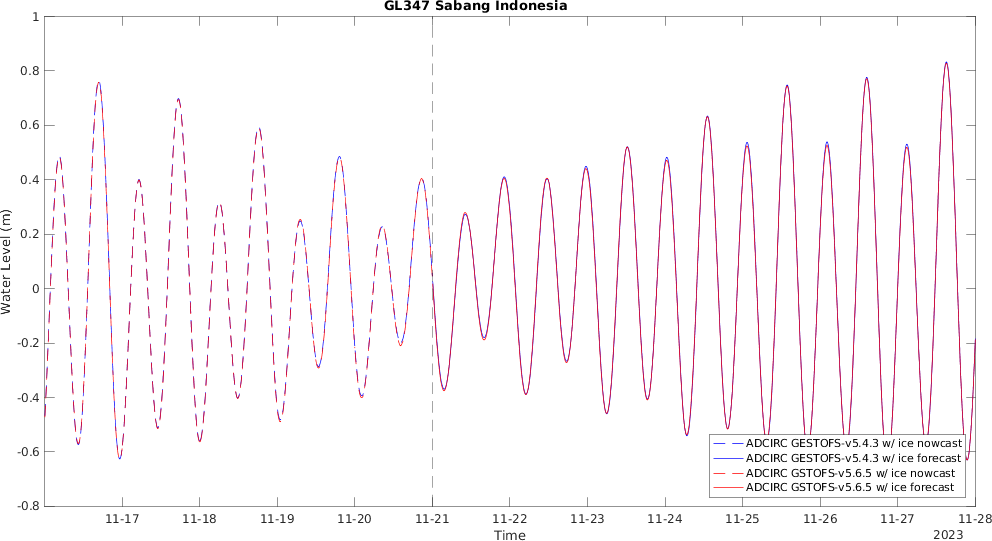 GL347 Sabang Indonesia
1
0.8
0.6
0.4
0.2
0
-0.2
-0.4
-0.6
-0.8
Water Level (m)
ADCIRC GESTOFS-v5.4.3 w/ ice nowcast
ADCIRC GESTOFS-v5.4.3 w/ ice forecast
ADCIRC GSTOFS-v5.6.5 w/ ice nowcast
ADCIRC GSTOFS-v5.6.5 w/ ice forecast
11-17 11-18 11-19 11-20 11-21 11-22 11-23 11-24 11-25 11-26 11-27 11-28
Time
2023